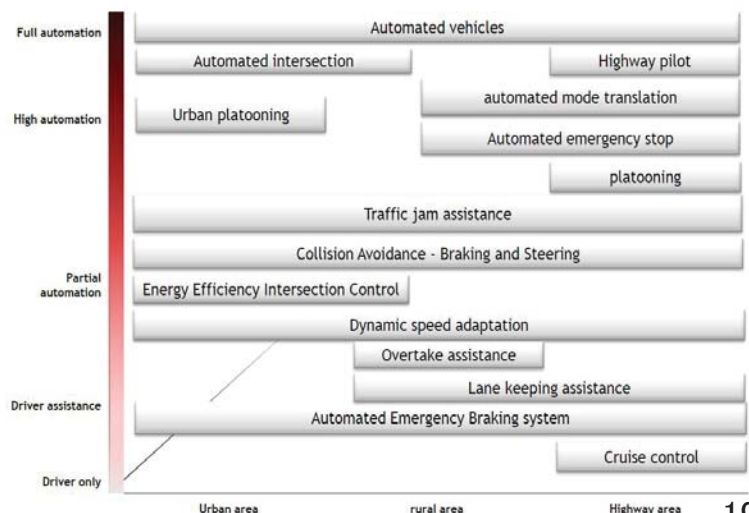 Full automation
Automated vehicles
Automated intersection
Highway pilot
High automation
automated mode translation
Urban platooning
Automated emergency stop
platooning
Traffic jam assistance
Collision Avoidance - Braking and Steering
Partial
automation
Energy Efficiency Intersection Control
Dynamic speed adaptation
Overtake assistance
Lane keeping assistance
Driver assistance
Automated Emergency Braking system
Cruise control
Driver only
Urban area
rural area
Highway area